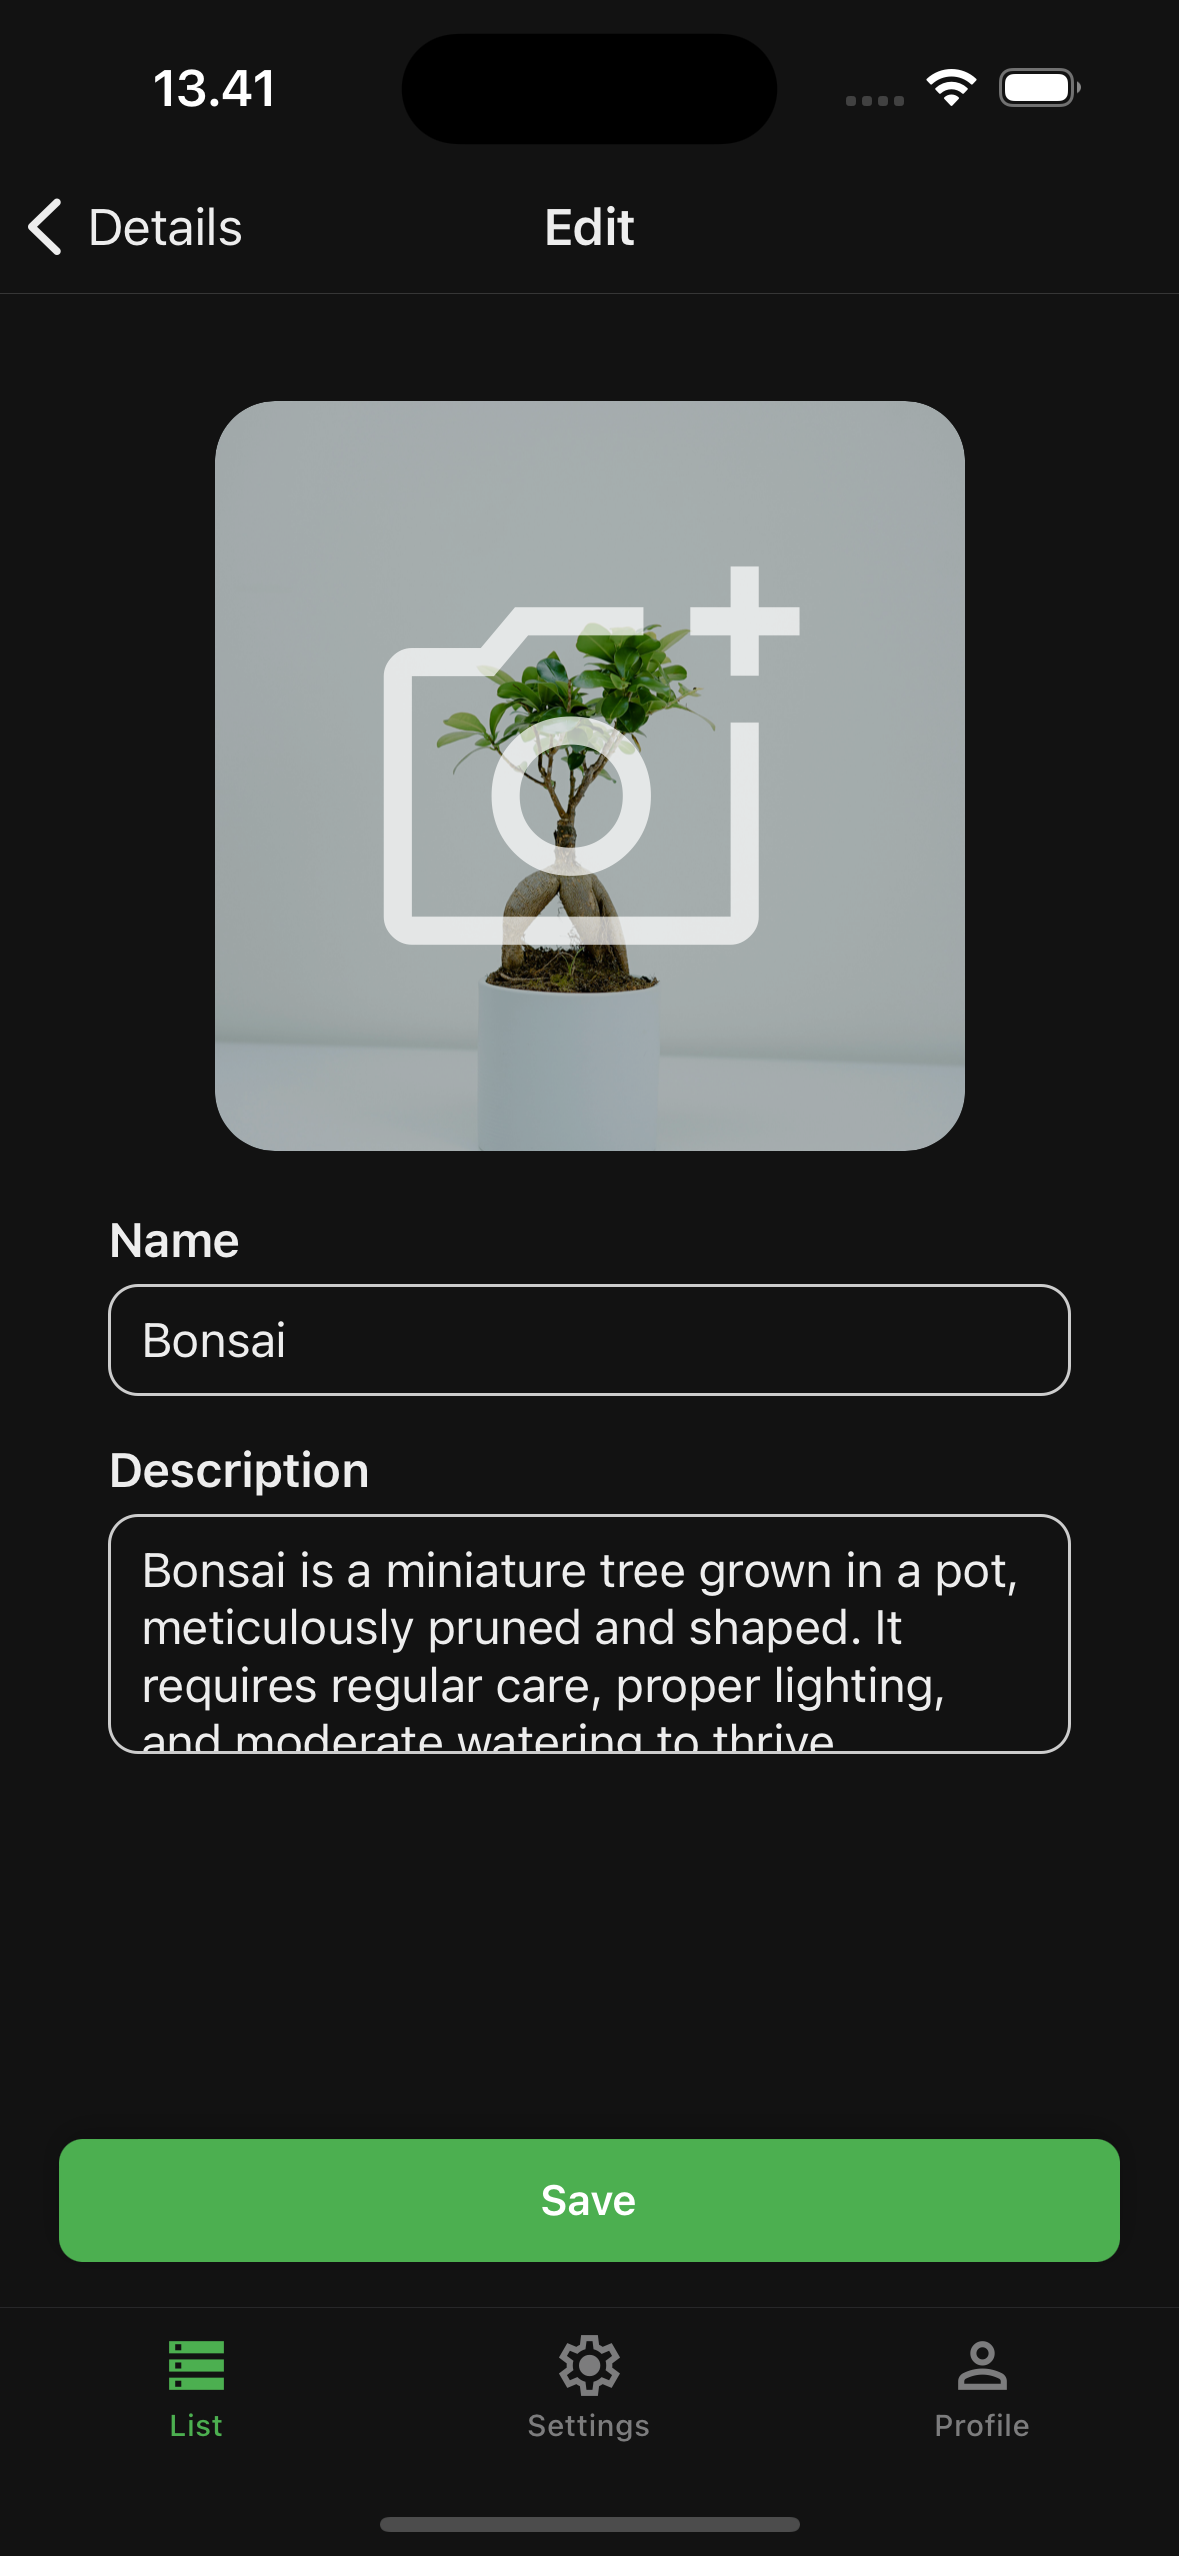 13.41
Details
Edit
Name
Bonsai
Description
Bonsai is a miniature tree grown in a pot,
meticulously pruned and shaped. It
requires regular care, proper lighting,
and moderate watering to thrive
Save
List
Settings
Profile